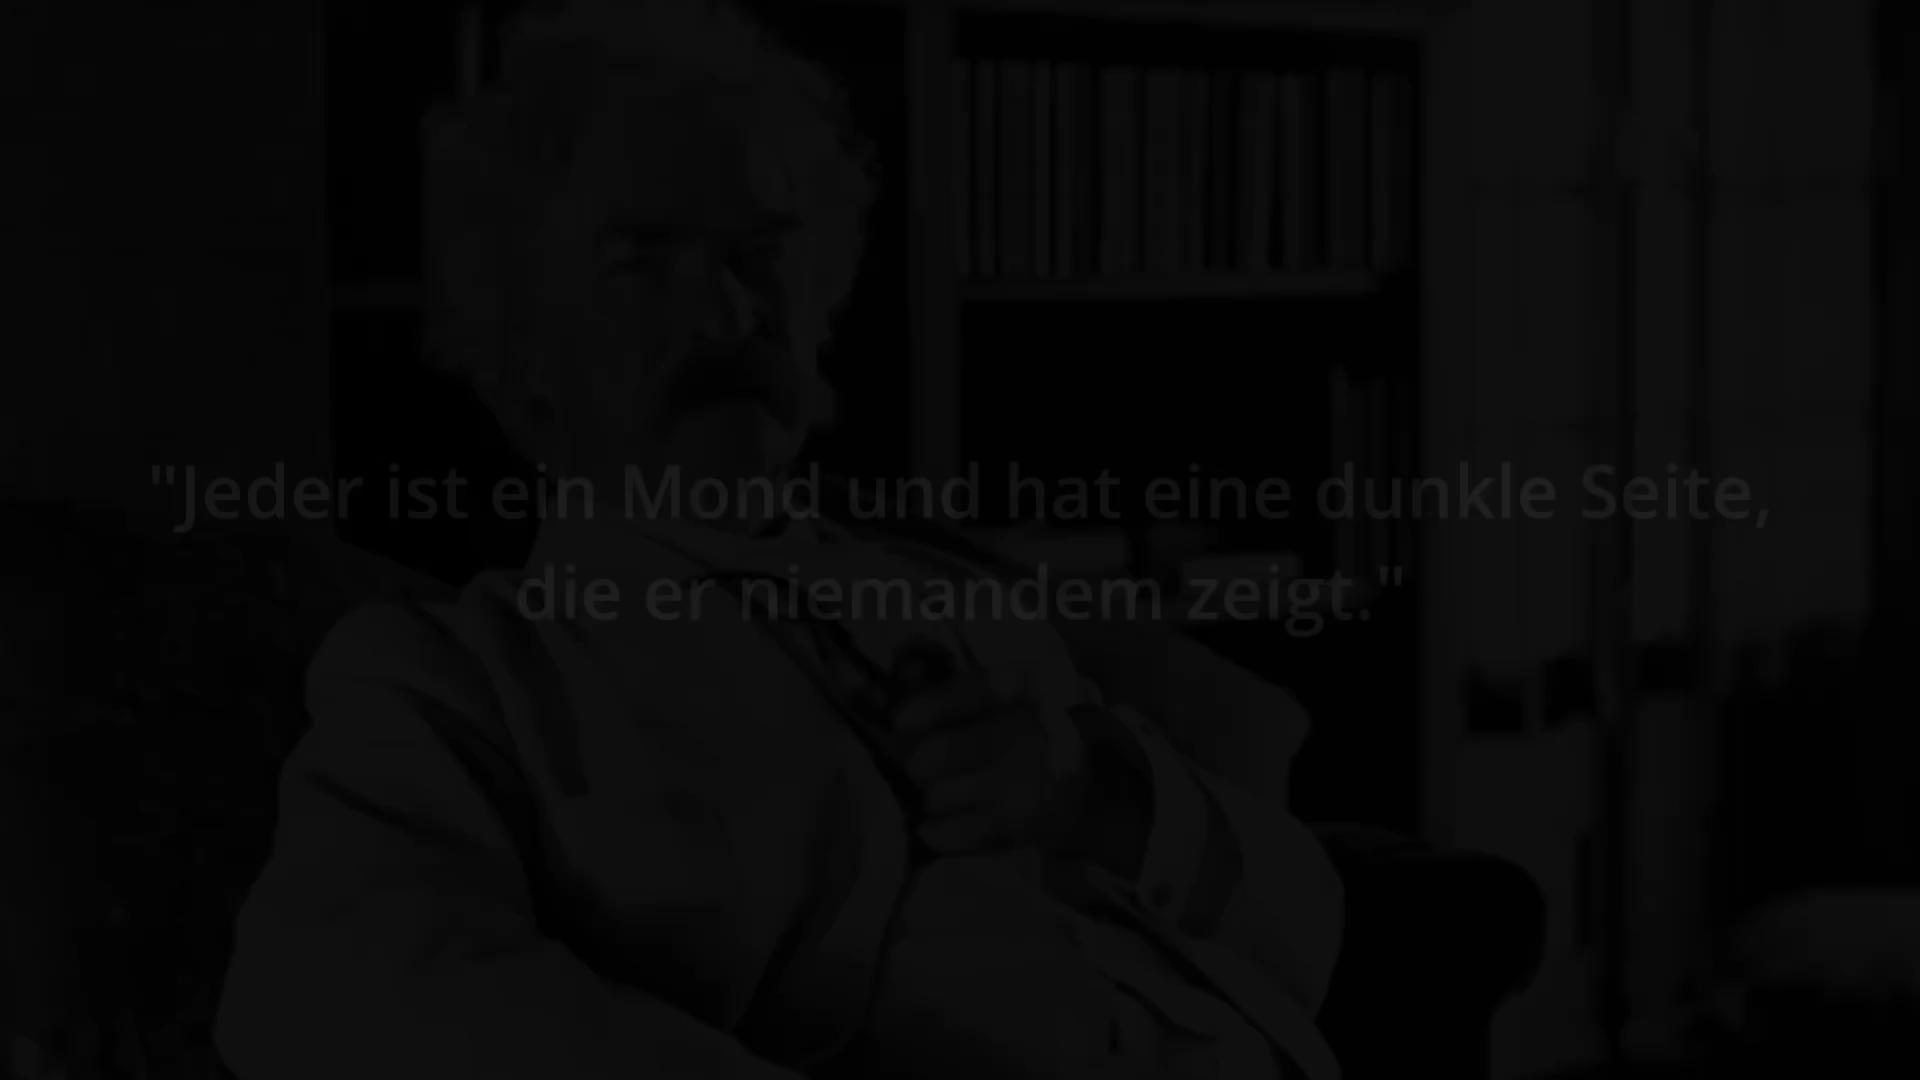 "Jeder ist ein Mond und hat eine dunkle Seite,
die er niemandem zeigt."